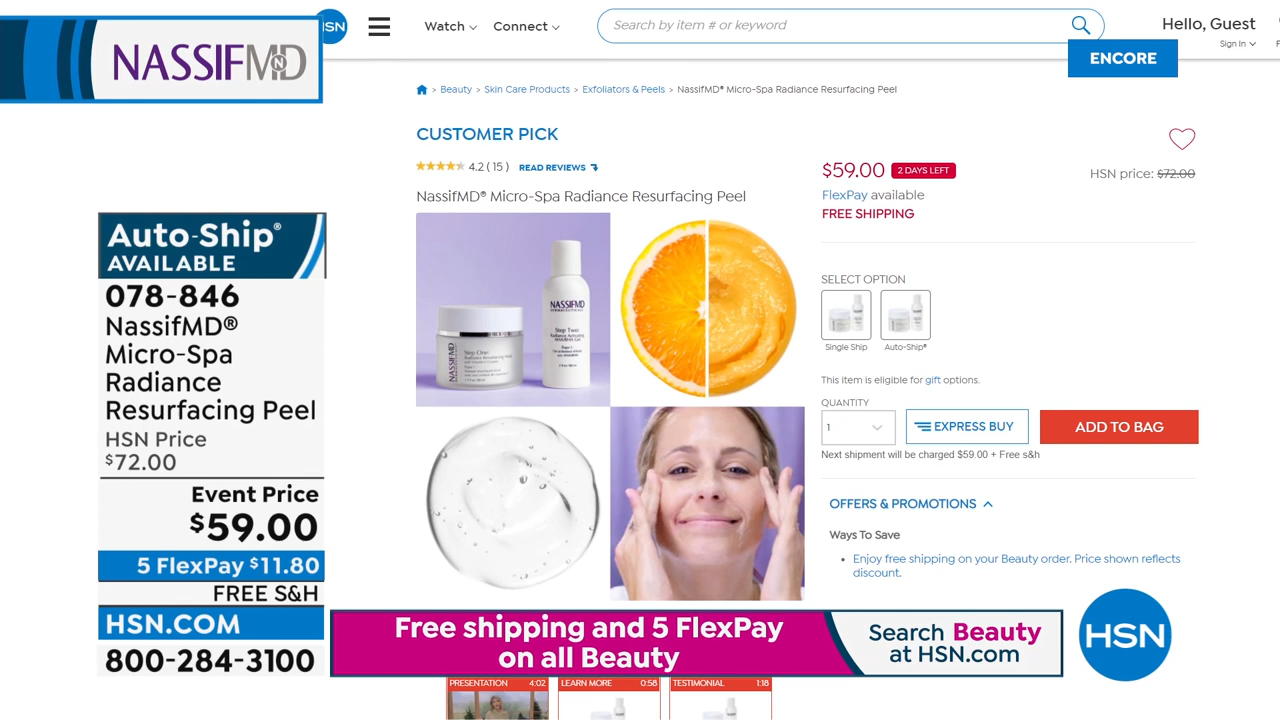 HSN
Watch
Connect
Search by item # or keyword
Hello, Guest
Sign In
F
NASSIFMD
N
ENCORE
Beauty > Skin Care Products > Exfoliators & Peels > NassifMD® Micro-Spa Radiance Resurfacing Peel
CUSTOMER PICK
4.2 ( 15 ) READ REVIEWS
NassifMD® Micro-Spa Radiance Resurfacing Peel
$59.00 2 DAYS LEFT
HSN price: $72.00
FlexPay available
FREE SHIPPING
SELECT OPTION
Single Ship
Auto-Ship®
This item is eligible for gift options.
QUANTITY
1
EXPRESS BUY
ADD TO BAG
Next shipment will be charged $59.00 + Free s&h
OFFERS & PROMOTIONS
Ways To Save
• Enjoy free shipping on your Beauty order. Price shown reflects
discount.
Auto-Ship®
AVAILABLE
078-846
NassifMD®
Micro-Spa
Radiance
Resurfacing Peel
HSN Price
$72.00
Event Price
$59.00
5 FlexPay $11.80
FREE S&H
HSN.COM
800-284-3100
NASSIFMD
Step One:
NASSIFMD
Step Two:
Free shipping and 5 FlexPay
on all Beauty
Search Beauty
at HSN.com
HSN
PRESENTATION 4:02
LEARN MORE 0:58
TESTIMONIAL 1:18